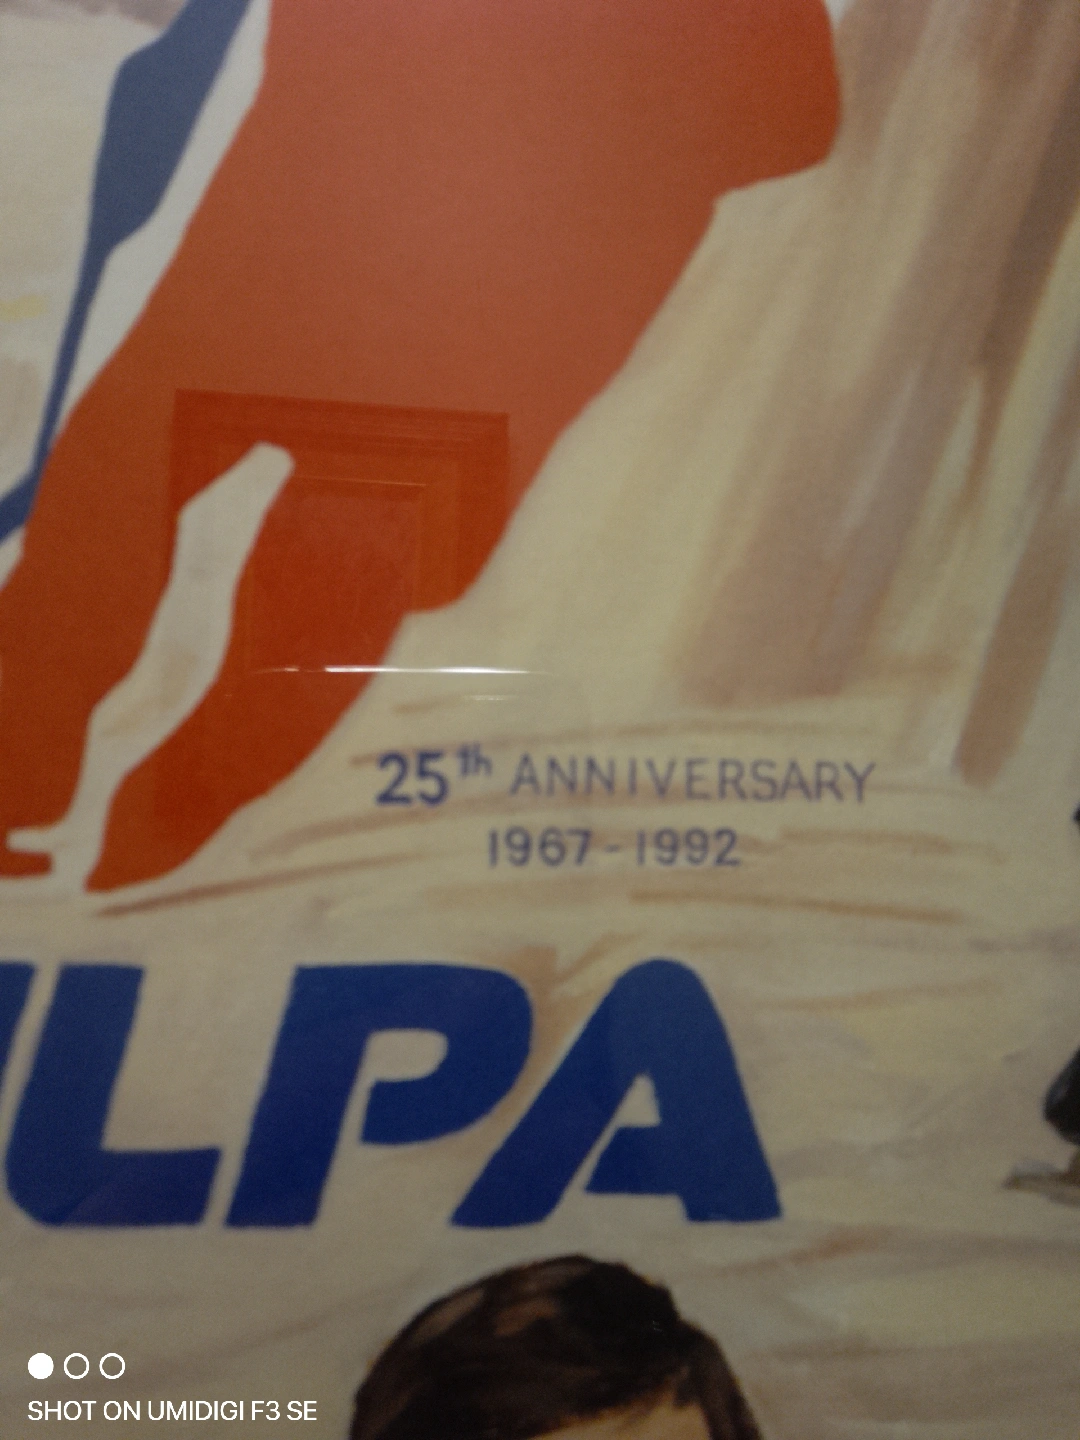 25th ANNIVERSARY
1967-1992
LPA
SHOT ON UMIDIGI F3 SE